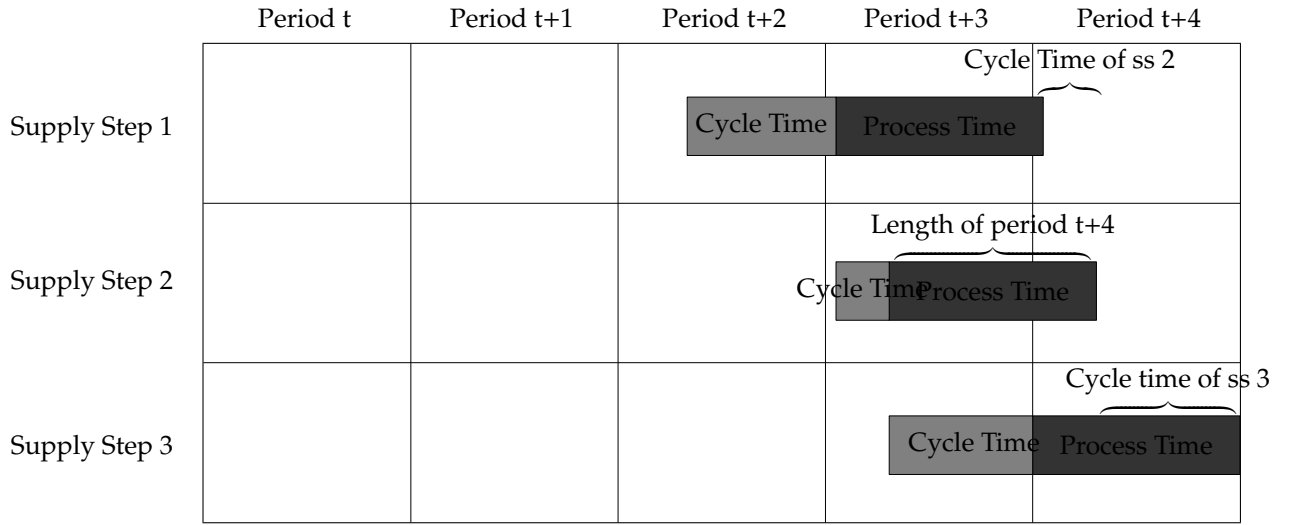 Period t
Period t+1
Period t+2
Period t+3
Period t+4
Cycle Time of ss 2
Supply Step 1
Cycle Time
Process Time
Length of period t+4
Supply Step 2
Cycle Time
Process Time
Cycle time of ss 3
Supply Step 3
Cycle Time
Process Time